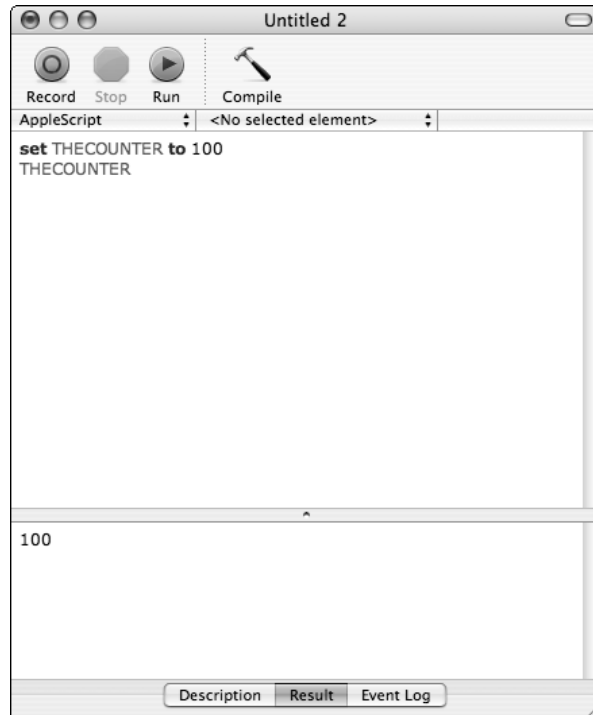 Untitled 2
Record Stop Run Compile
AppleScript <No selected element>
set THECOUNTER to 100
THECOUNTER
100
Description Result Event Log